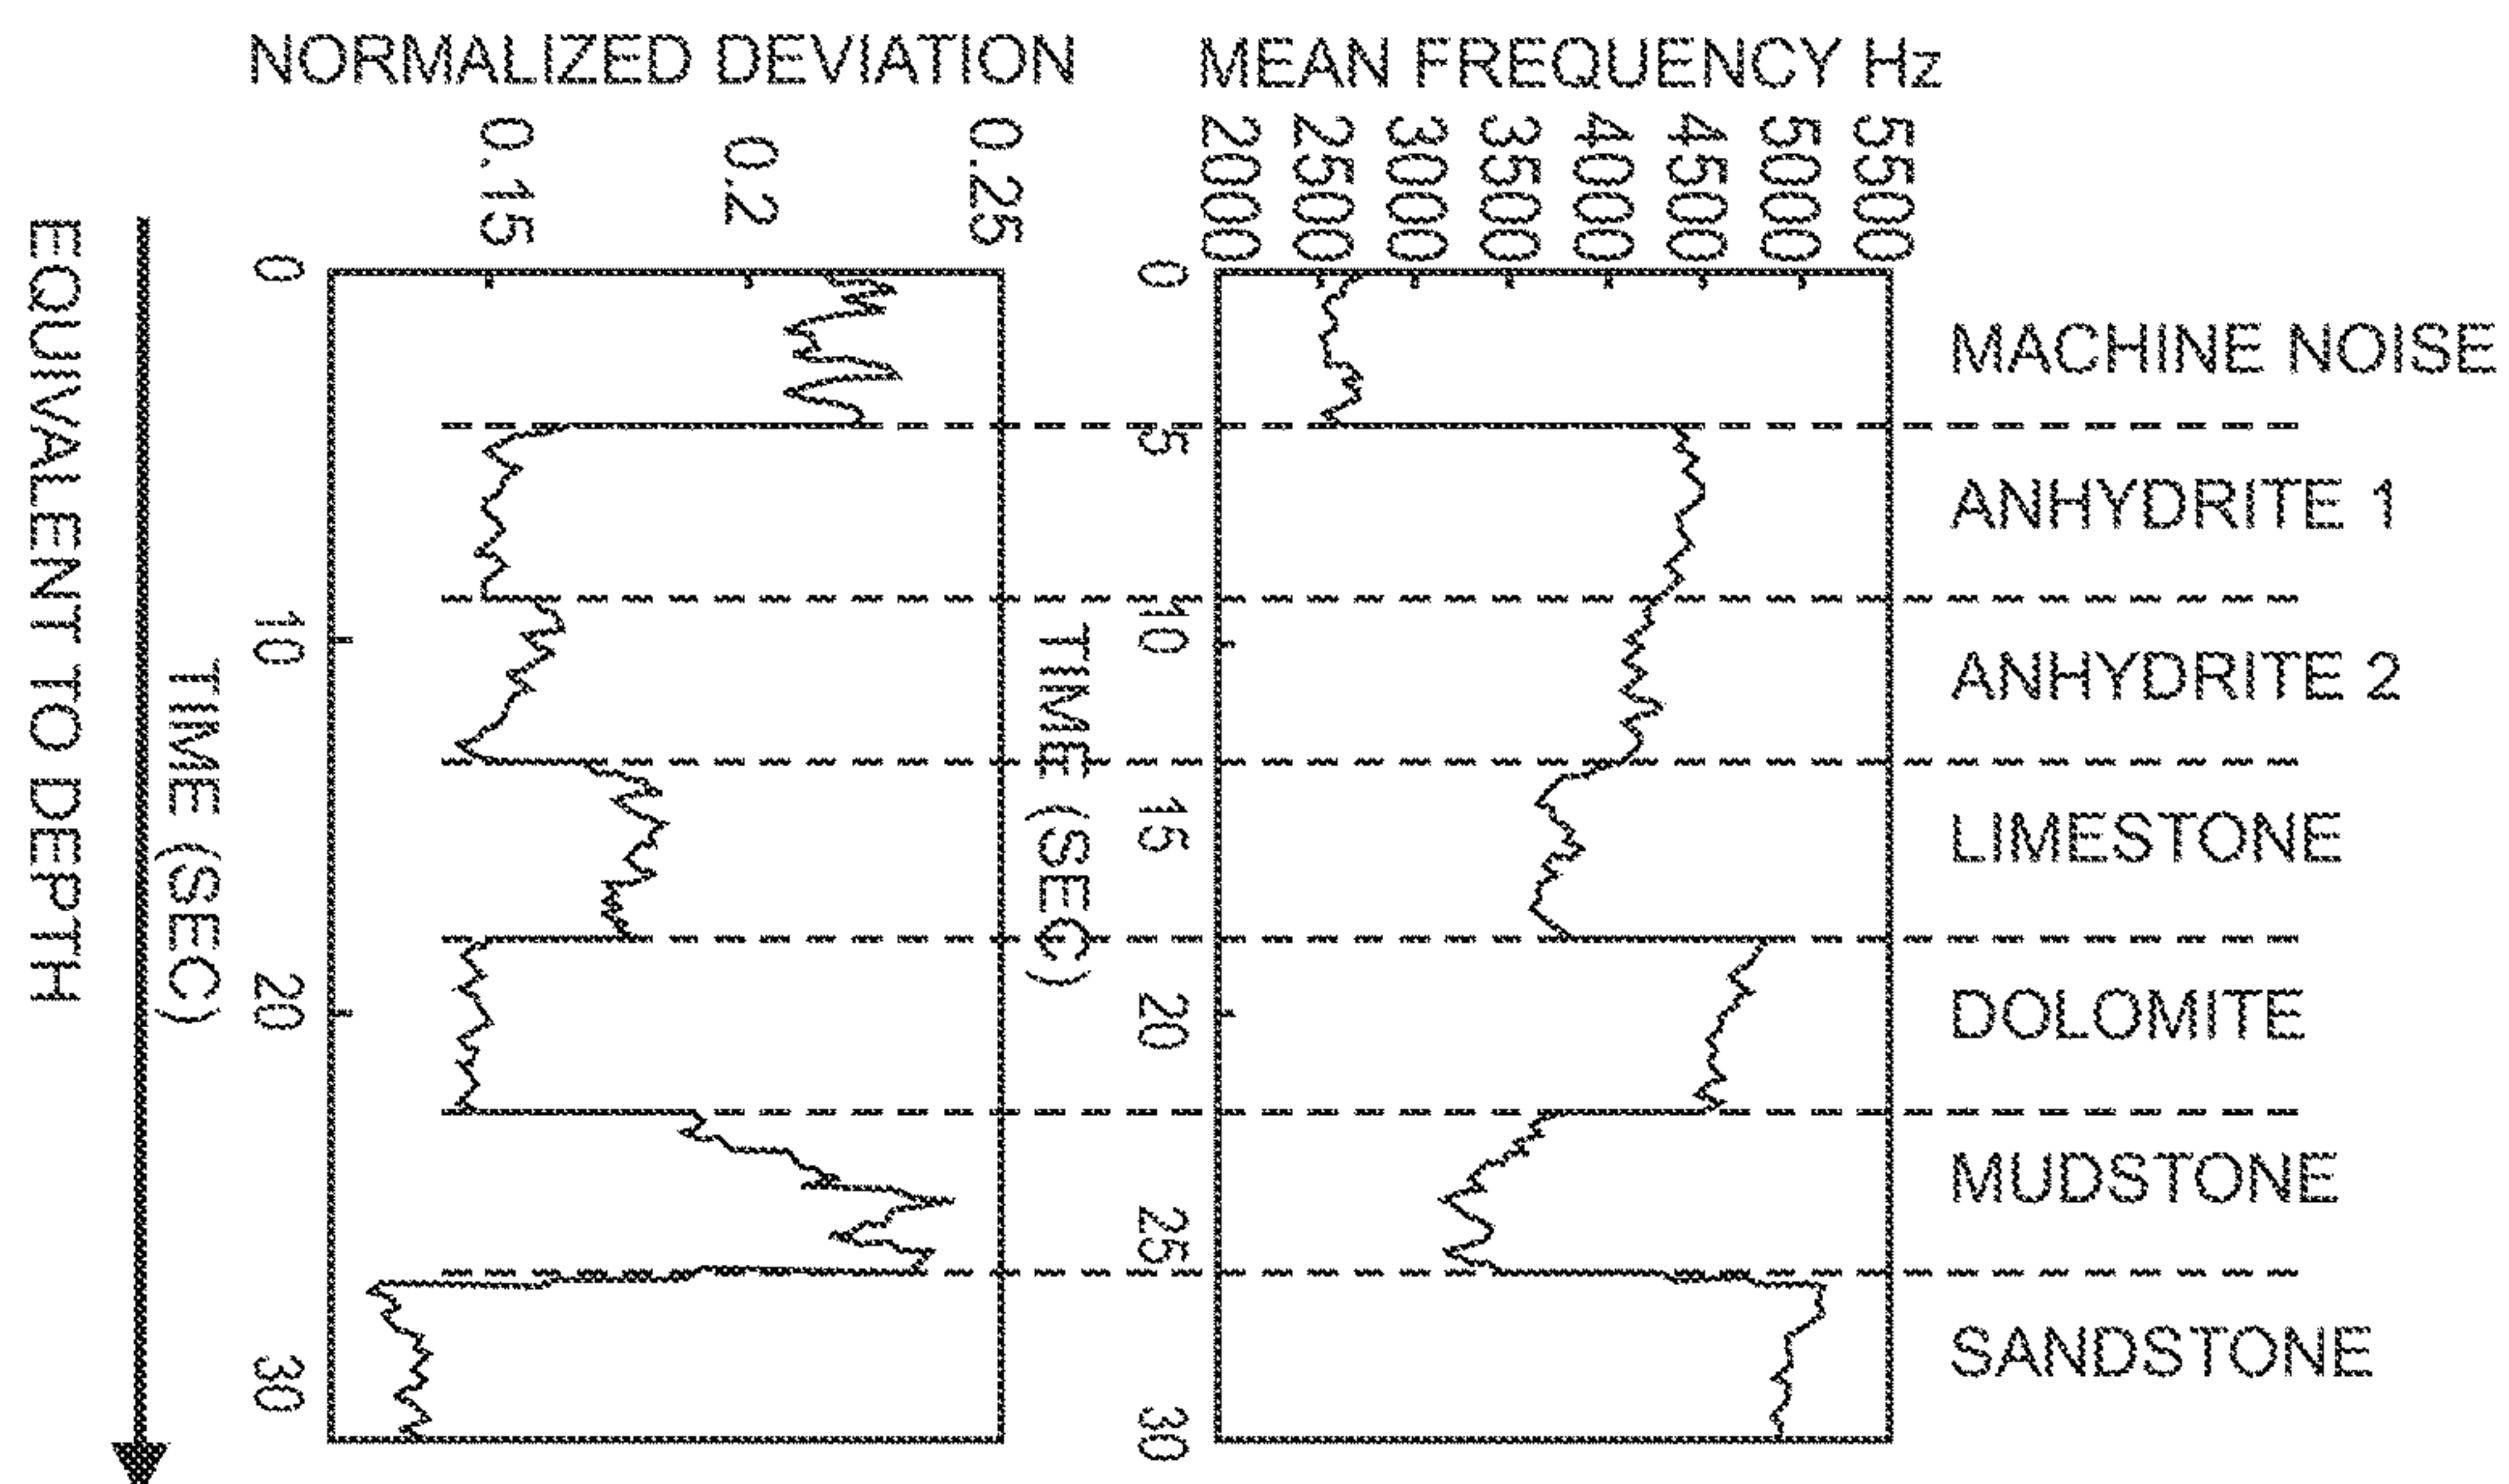 NORMALIZED DEVIATION
0.15
0.2
0.25
MEAN FREQUENCY Hz
2000
2500
3000
3500
4000
4500
5000
5500
EQUIVALENT TO DEPTH
TIME (SEC)
0
10
20
30
TIME (SEC)
0
5
10
15
20
25
30
MACHINE NOISE
ANHYDRITE 1
ANHYDRITE 2
LIMESTONE
DOLOMITE
MUDSTONE
SANDSTONE